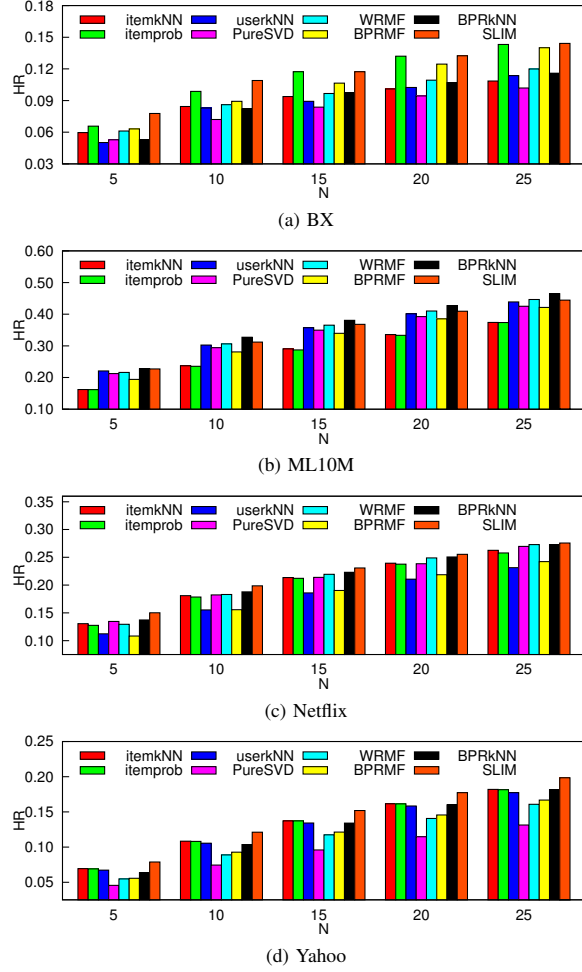 0.18
0.15
0.12
0.09
0.06
0.03
HR
itemkNN userkNN WRMF BPRkNN
itemprob PureSVD BPRMF SLIM
5 10 15 20 25
N
(a) BX
0.60
0.50
0.40
0.30
0.20
0.10
HR
itemkNN userkNN WRMF BPRkNN
itemprob PureSVD BPRMF SLIM
5 10 15 20 25
N
(b) ML10M
0.35
0.30
0.25
0.20
0.15
0.10
HR
itemkNN userkNN WRMF BPRkNN
itemprob PureSVD BPRMF SLIM
5 10 15 20 25
N
(c) Netflix
0.25
0.20
0.15
0.10
0.05
HR
itemkNN userkNN WRMF BPRkNN
itemprob PureSVD BPRMF SLIM
5 10 15 20 25
N
(d) Yahoo